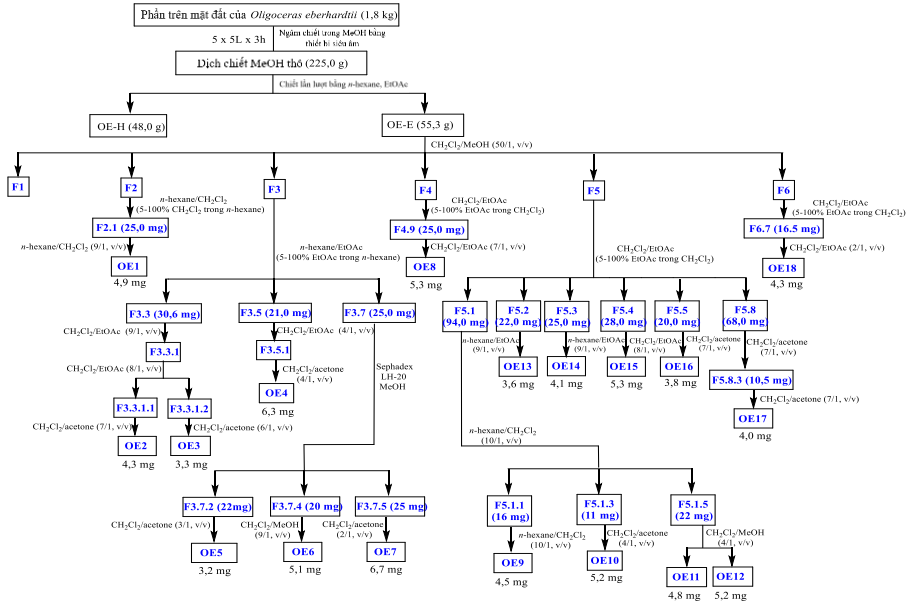 Phần trên mặt đất của Oligoceras eberhardtii (1,8 kg)
5 x 5L x 3h
Ngâm chiết trong MeOH bằng
thiết bị siêu âm
Dịch chiết MeOH thô (225,0 g)
Chiết lần lượt bằng n-hexane, EtOAc
OE-H (48,0 g)
OE-E (55,3 g)
CH2Cl2/MeOH (50/1, v/v)
F1
F2
F3
F4
F5
F6
n-hexane/CH2Cl2
(5-100% CH2Cl2 trong n-hexane)
F2.1 (25,0 mg)
n-hexane/CH2Cl2 (9/1, v/v)
OE1
4,9 mg
n-hexane/EtOAc
(5-100% EtOAc trong n-hexane)
CH2Cl2/EtOAc
(5-100% EtOAc trong CH2Cl2)
F4.9 (25,0 mg)
CH2Cl2/EtOAc (7/1, v/v)
OE8
5,3 mg
CH2Cl2/EtOAc
(5-100% EtOAc trong CH2Cl2)
CH2Cl2/EtOAc
(5-100% EtOAc trong CH2Cl2)
F6.7 (16.5 mg)
CH2Cl2/EtOAc (2/1, v/v)
OE18
4,3 mg
F3.3 (30,6 mg)
CH2Cl2/EtOAc (9/1, v/v)
F3.3.1
CH2Cl2/EtOAc (8/1, v/v)
F3.3.1.1
F3.3.1.2
CH2Cl2/acetone (7/1, v/v)
CH2Cl2/acetone (6/1, v/v)
OE2
OE3
4,3 mg
3,3 mg
F3.5 (21,0 mg)
CH2Cl2/EtOAc (4/1, v/v)
F3.5.1
CH2Cl2/acetone
(4/1, v/v)
OE4
6,3 mg
F3.7 (25,0 mg)
Sephadex
LH-20
MeOH
F3.7.2 (22mg)
F3.7.4 (20 mg)
F3.7.5 (25 mg)
CH2Cl2/acetone (3/1, v/v)
CH2Cl2/MeOH
(9/1, v/v)
CH2Cl2/acetone
(2/1, v/v)
OE5
OE6
OE7
3,2 mg
5,1 mg
6,7 mg
F5.1
(94,0 mg)
F5.2
(22,0 mg)
F5.3
(25,0 mg)
F5.4
(28,0 mg)
F5.5
(20,0 mg)
F5.8
(68,0 mg)
n-hexane/EtOAc
(9/1, v/v)
n-hexane/EtOAc
(9/1, v/v)
CH2Cl2/EtOAc
(8/1, v/v)
CH2Cl2/acetone
(7/1, v/v)
CH2Cl2/acetone
(7/1, v/v)
OE13
OE14
OE15
OE16
3,6 mg
4,1 mg
5,3 mg
3,8 mg
F5.8.3 (10,5 mg)
CH2Cl2/acetone (7/1, v/v)
OE17
4,0 mg
n-hexane/CH2Cl2
(10/1, v/v)
F5.1.1
(16 mg)
F5.1.3
(11 mg)
F5.1.5
(22 mg)
n-hexane/CH2Cl2
(10/1, v/v)
CH2Cl2/acetone
(4/1, v/v)
CH2Cl2/MeOH
(4/1, v/v)
OE9
OE10
OE11
OE12
4,5 mg
5,2 mg
4,8 mg
5,2 mg